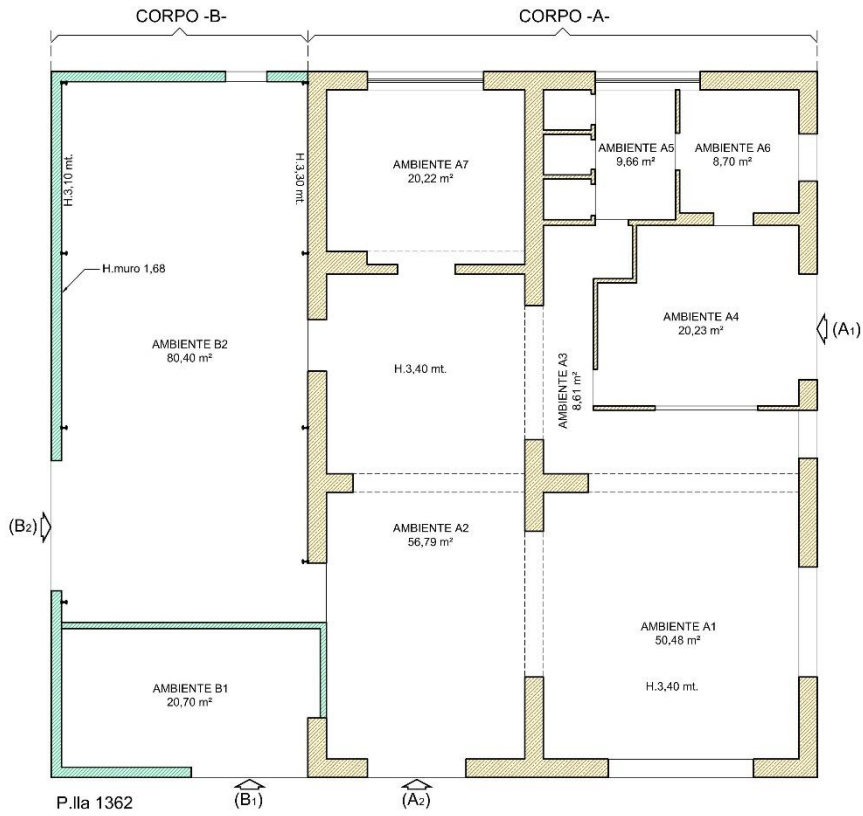 CORPO -B-
CORPO -A-
H.3,10 mt.
H.3,30 mt.
AMBIENTE A7
20,22 m²
AMBIENTE A5
9,66 m²
AMBIENTE A6
8,70 m²
H.muro 1,68
AMBIENTE B2
80,40 m²
H.3,40 mt.
AMBIENTE A3
8,61 m²
AMBIENTE A4
20,23 m²
(A1)
(B2)
AMBIENTE A2
56,79 m²
AMBIENTE A1
50,48 m²
H.3,40 mt.
AMBIENTE B1
20,70 m²
P.lla 1362
(B1)
(A2)